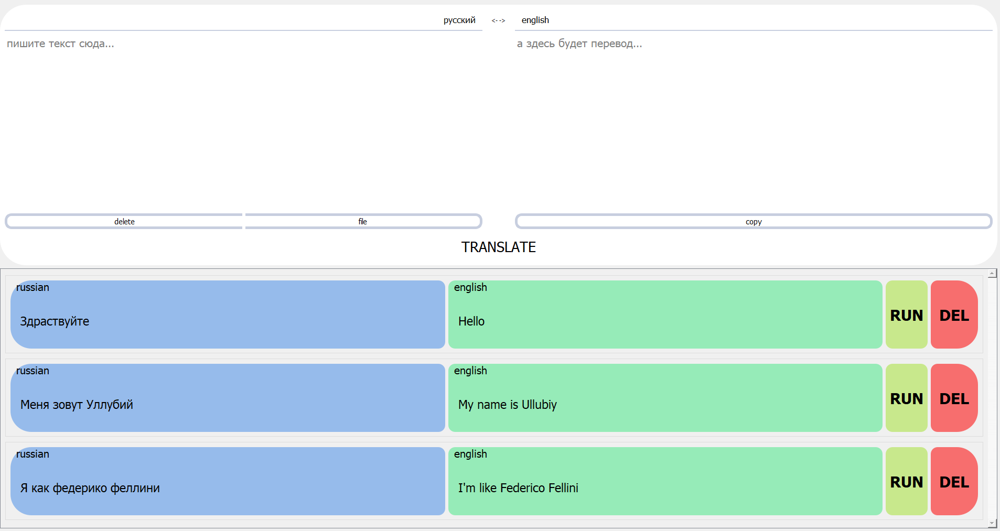 русский <--> english
пишите текст сюда...
а здесь будет перевод...
delete
file
copy
TRANSLATE
russian
Здраствуйте
english
Hello
RUN
DEL
russian
Меня зовут Уллубий
english
My name is Ullubiy
RUN
DEL
russian
Я как федерико феллини
english
I'm like Federico Fellini
RUN
DEL